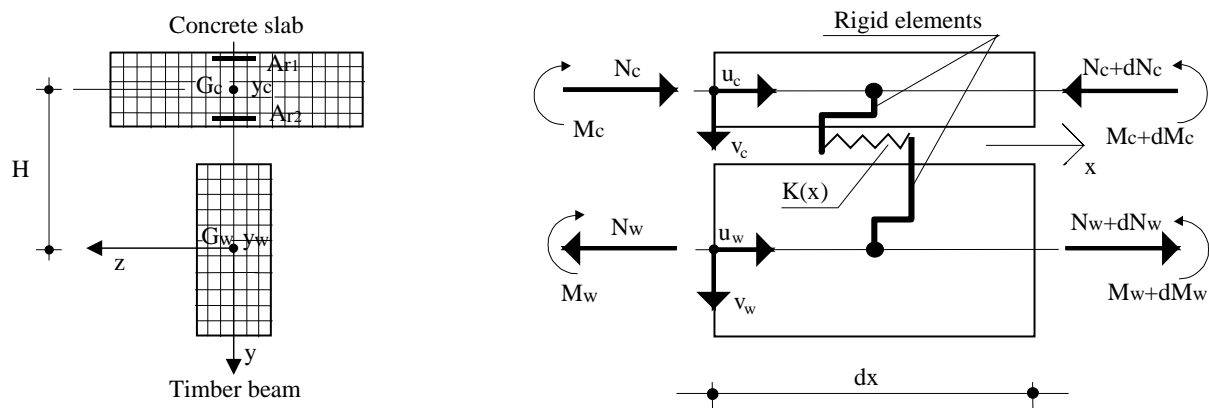 Concrete slab
Ar1
Gc yc
Ar2
H
Gw yw
z
y
Timber beam
Rigid elements
Nc
uc
Nc+dNc
Mc
vc
Mc+dMc
x
K(x)
Nw
uw
Nw+dNw
Mw
vw
Mw+dMw
dx